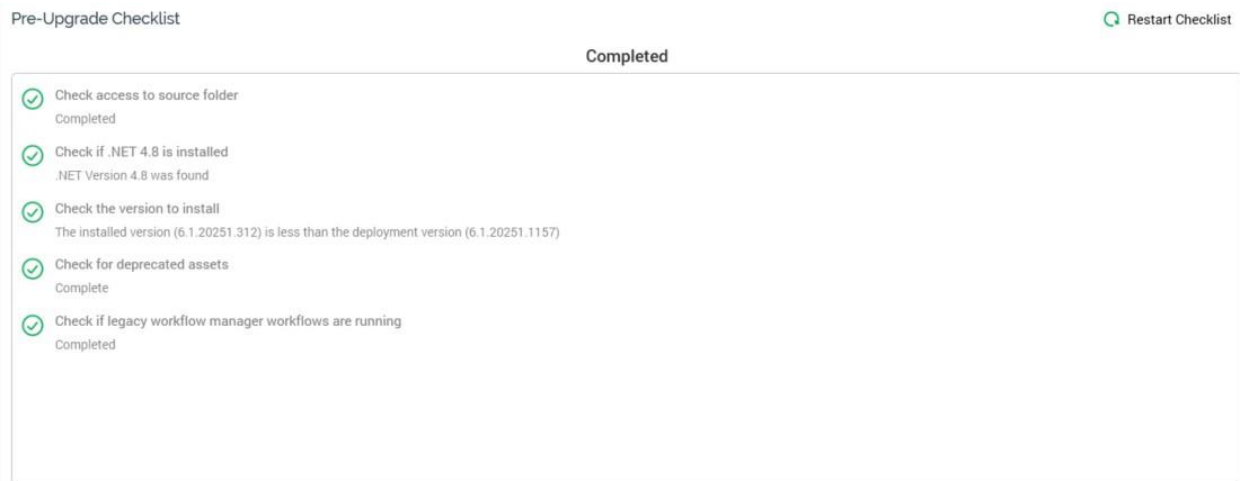 Pre-Upgrade Checklist
Restart Checklist
Completed
Check access to source folder
Completed
Check if .NET 4.8 is installed
.NET Version 4.8 was found
Check the version to install
The installed version (6.1.20251.312) is less than the deployment version (6.1.20251.1157)
Check for deprecated assets
Complete
Check if legacy workflow manager workflows are running
Completed